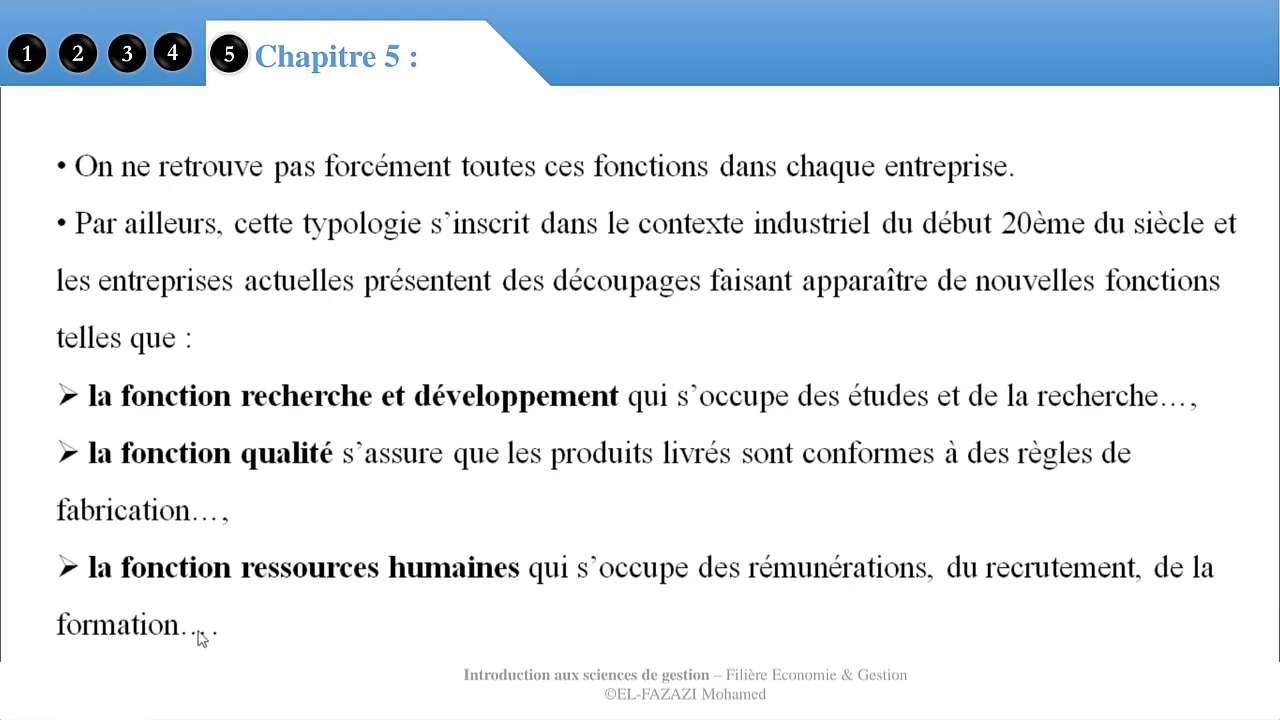 1 2 3 4 5 Chapitre 5 :
• On ne retrouve pas forcément toutes ces fonctions dans chaque entreprise.
• Par ailleurs, cette typologie s’inscrit dans le contexte industriel du début 20ème du siècle et
les entreprises actuelles présentent des découpages faisant apparaître de nouvelles fonctions
telles que :
➢ la fonction recherche et développement qui s’occupe des études et de la recherche…,
➢ la fonction qualité s’assure que les produits livrés sont conformes à des règles de
fabrication…,
➢ la fonction ressources humaines qui s’occupe des rémunérations, du recrutement, de la
formation….
Introduction aux sciences de gestion – Filière Economie & Gestion
©EL-FAZAZI Mohamed